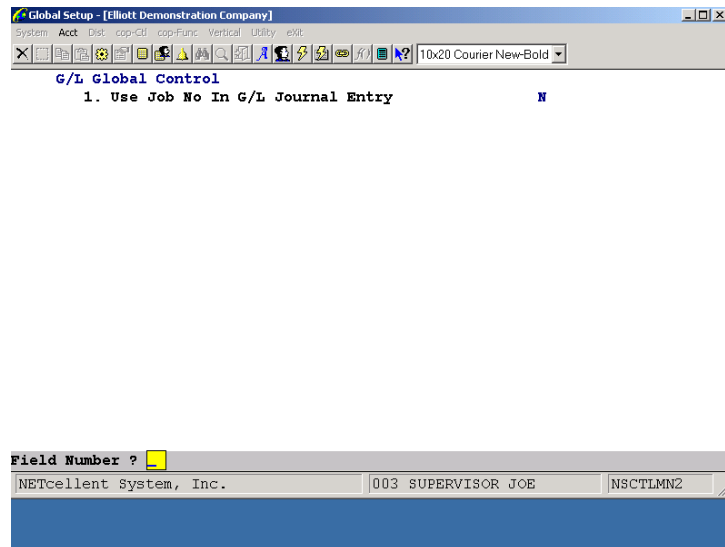 Global Setup - [Elliott Demonstration Company]
System Acct Dist cop-Ctl cop-Func Vertical Utility eXit
10x20 Courier New-Bold
G/L Global Control
1. Use Job No In G/L Journal Entry N
Field Number ? _
NETcellent System, Inc. 003 SUPERVISOR JOE NSCTLMN2